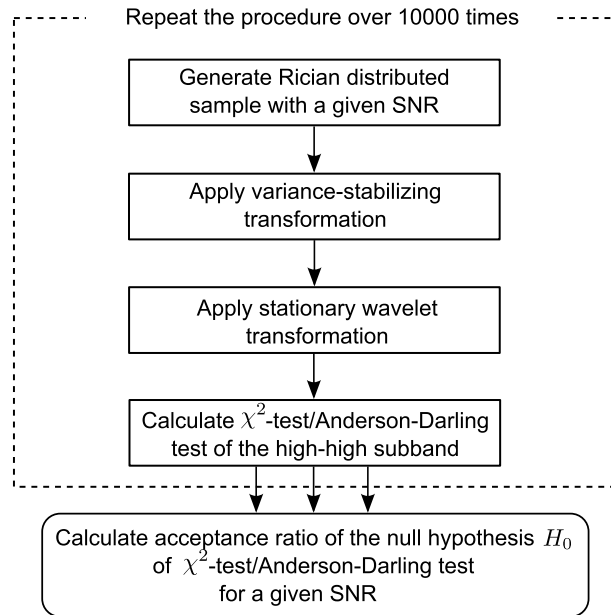 Repeat the procedure over 10000 times
Generate Rician distributed
sample with a given SNR
Apply variance-stabilizing
transformation
Apply stationary wavelet
transformation
Calculate χ²-test/Anderson-Darling
test of the high-high subband
Calculate acceptance ratio of the null hypothesis H₀
of χ²-test/Anderson-Darling test
for a given SNR